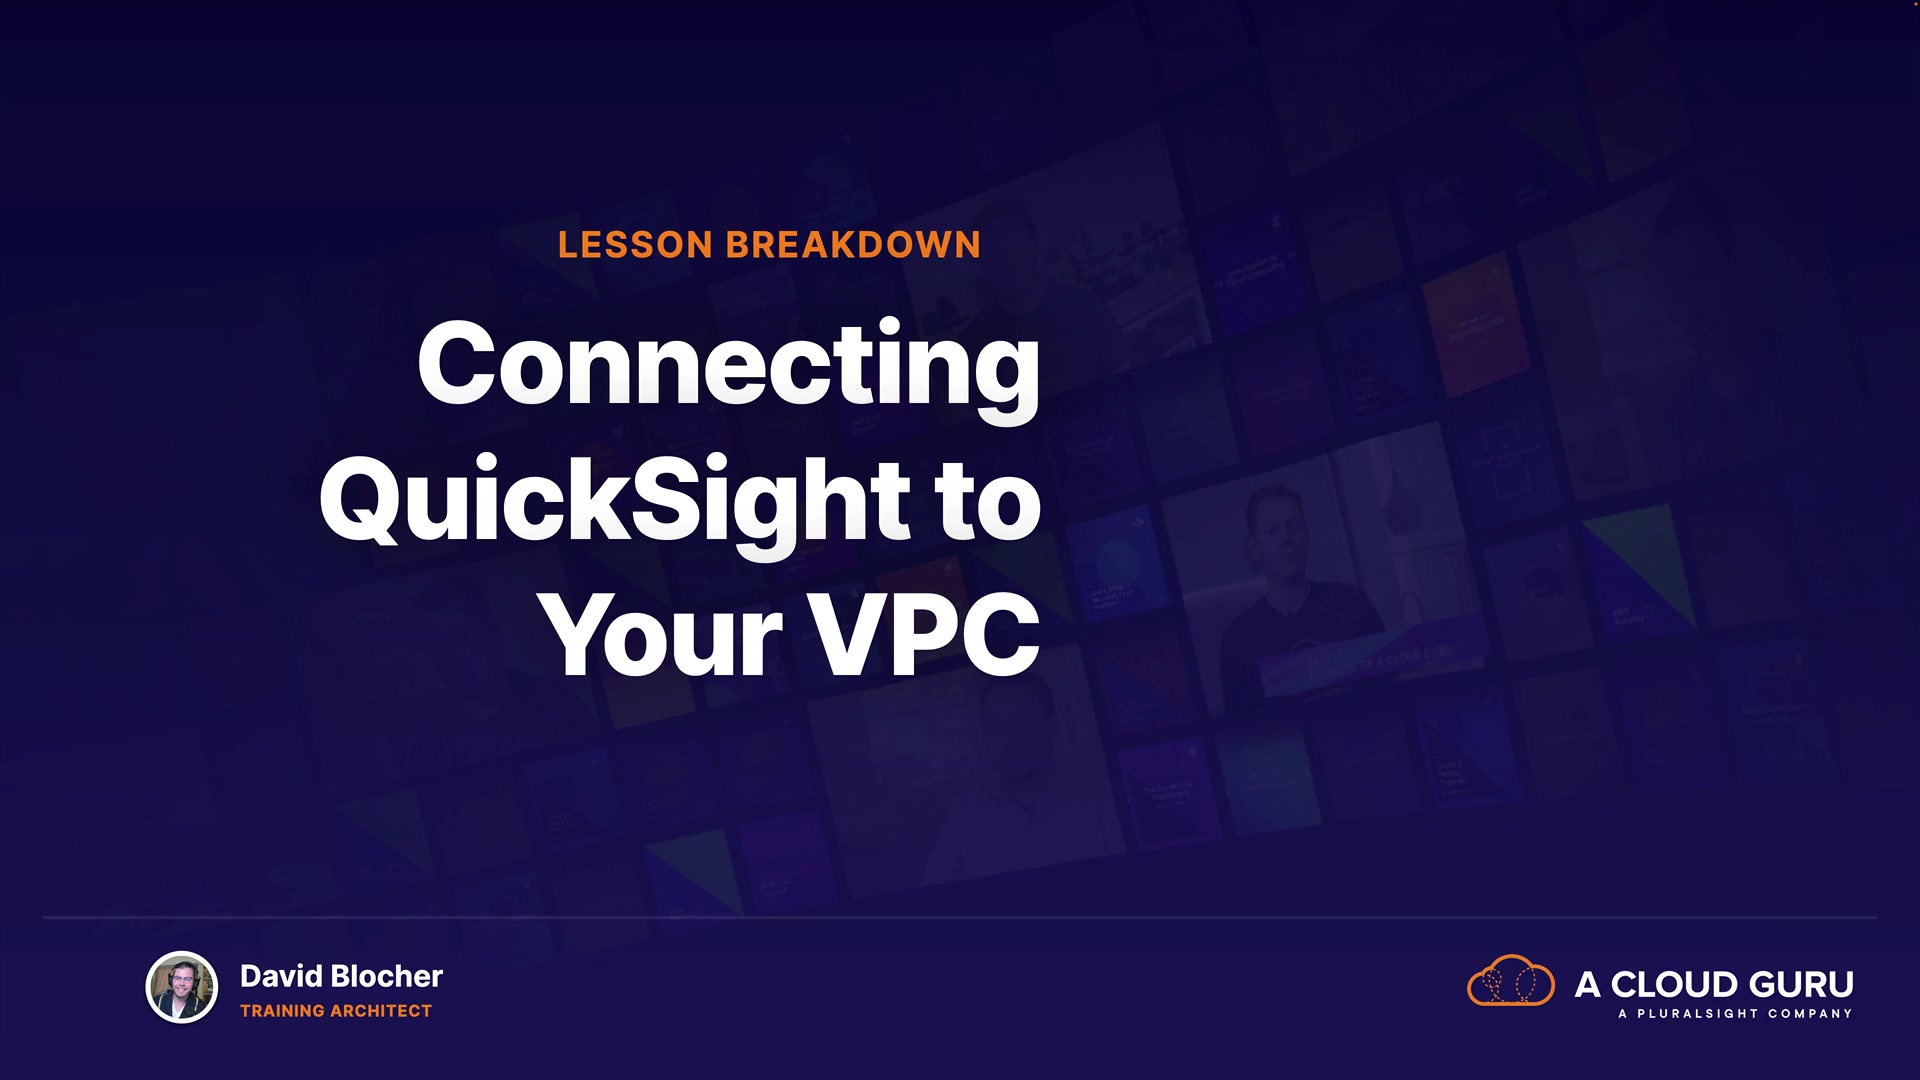 LESSON BREAKDOWN
Connecting
QuickSight to
Your VPC
David Blocher
TRAINING ARCHITECT
A CLOUD GURU
A PLURALSIGHT COMPANY